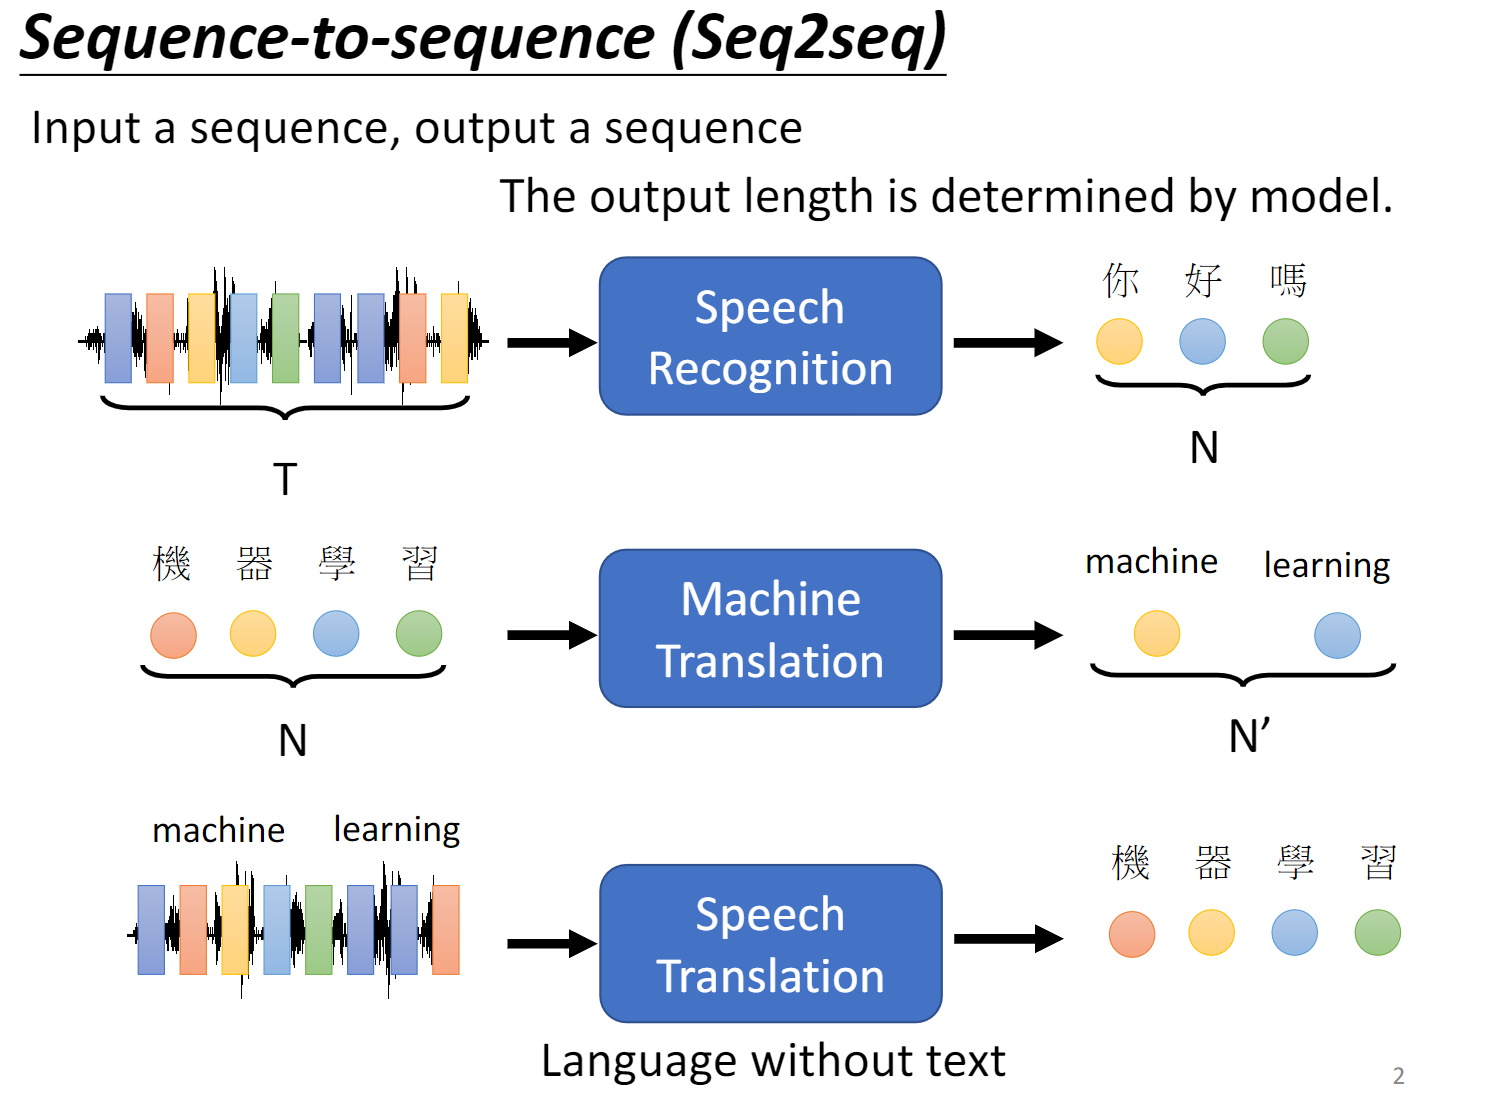 Sequence-to-sequence (Seq2seq)
Input a sequence, output a sequence
The output length is determined by model.
你 好 嗎
Speech
Recognition
T
N
機 器 學 習
Machine
Translation
machine learning
N
N’
machine learning
Speech
Translation
機 器 學 習
Language without text
2